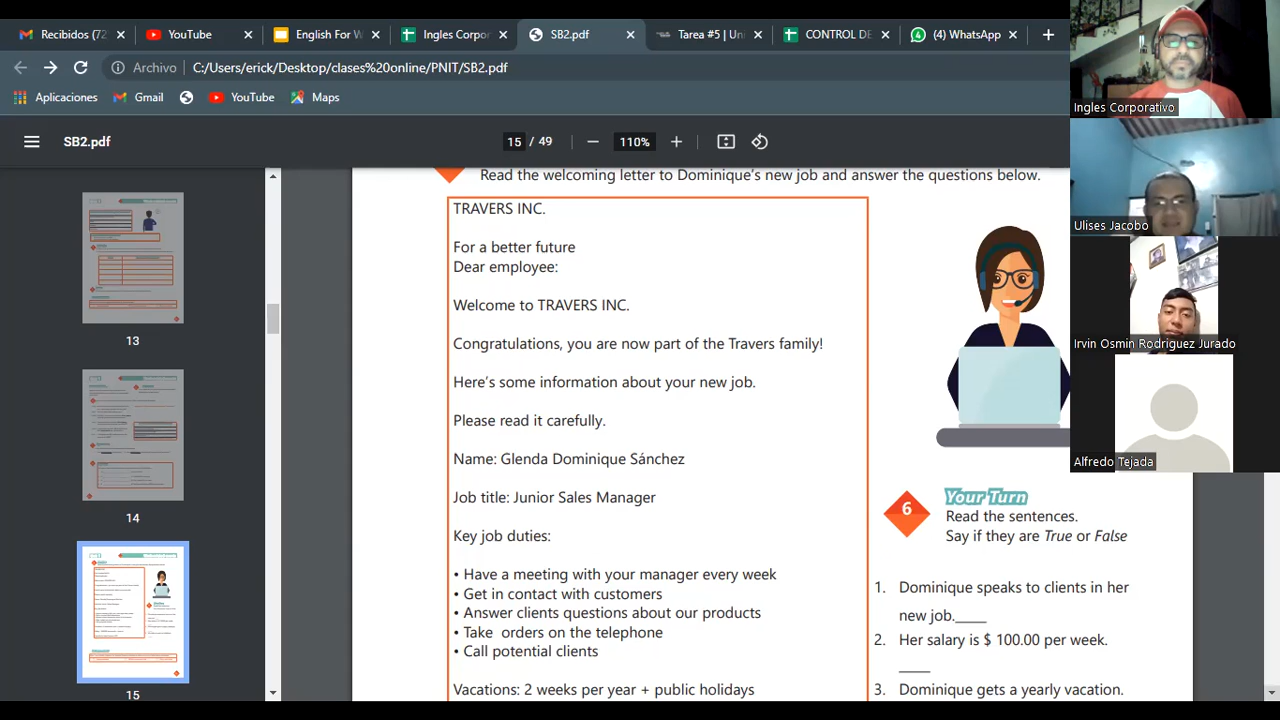 Recibidos (72
YouTube
English For W
Ingles Corpor
SB2.pdf
Tarea #5 | Uni
CONTROL DE
(4) WhatsApp
Archivo
C:/Users/erick/Desktop/clases%20online/PNIT/SB2.pdf
Aplicaciones
Gmail
YouTube
Maps
SB2.pdf
15 / 49
110%
13
14
15
Read the welcoming letter to Dominique's new job and answer the questions below.
TRAVERS INC.
For a better future
Dear employee:
Welcome to TRAVERS INC.
Congratulations, you are now part of the Travers family!
Here's some information about your new job.
Please read it carefully.
Name: Glenda Dominique Sánchez
Job title: Junior Sales Manager
Key job duties:
• Have a meeting with your manager every week
• Get in contact with customers
• Answer clients questions about our products
• Take orders on the telephone
• Call potential clients
Vacations: 2 weeks per year + public holidays
6
Your Turn
Read the sentences.
Say if they are True or False
1. Dominique speaks to clients in her
new job.____
2. Her salary is $ 100.00 per week.
____
3. Dominique gets a yearly vacation.
Ingles Corporativo
Ulises Jacobo
Irvin Osmin Rodriguez Jurado
Alfredo Tejada